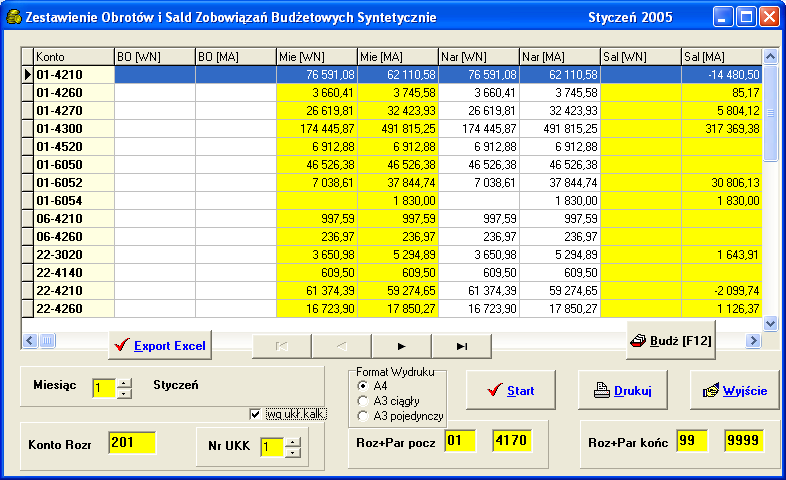 Zestawienie Obrotów i Sald Zobowiązań Budżetowych Syntetycznie Styczeń 2005
Konto BO [WN] BO [MA] Mie [WN] Mie [MA] Nar [WN] Nar [MA] Sal [WN] Sal [MA]
01-4210 76 591,08 62 110,58 76 591,08 62 110,58 -14 480,50
01-4260 3 660,41 3 745,58 3 660,41 3 745,58 85,17
01-4270 26 619,81 32 423,93 26 619,81 32 423,93 5 804,12
01-4300 174 445,87 491 815,25 174 445,87 491 815,25 317 369,38
01-4520 6 912,88 6 912,88 6 912,88 6 912,88
01-6050 46 526,38 46 526,38 46 526,38 46 526,38
01-6052 7 038,61 37 844,74 7 038,61 37 844,74 30 806,13
01-6054 1 830,00 1 830,00 1 830,00
06-4210 997,59 997,59 997,59 997,59
06-4260 236,97 236,97 236,97 236,97
22-3020 3 650,98 5 294,89 3 650,98 5 294,89 1 643,91
22-4140 609,50 609,50 609,50 609,50
22-4210 61 374,39 59 274,65 61 374,39 59 274,65 -2 099,74
22-4260 16 723,90 17 850,27 16 723,90 17 850,27 1 126,37
Export Excel Budż [F12]
Miesiąc 1 Styczeń
wg ukł.kalk.
Konto Rozr 201 Nr UKK 1
Format Wydruku
A4
A3 ciągły
A3 pojedynczy
Start Drukuj Wyjście
Roz+Par pocz 01 4170 Roz+Par końc 99 9999